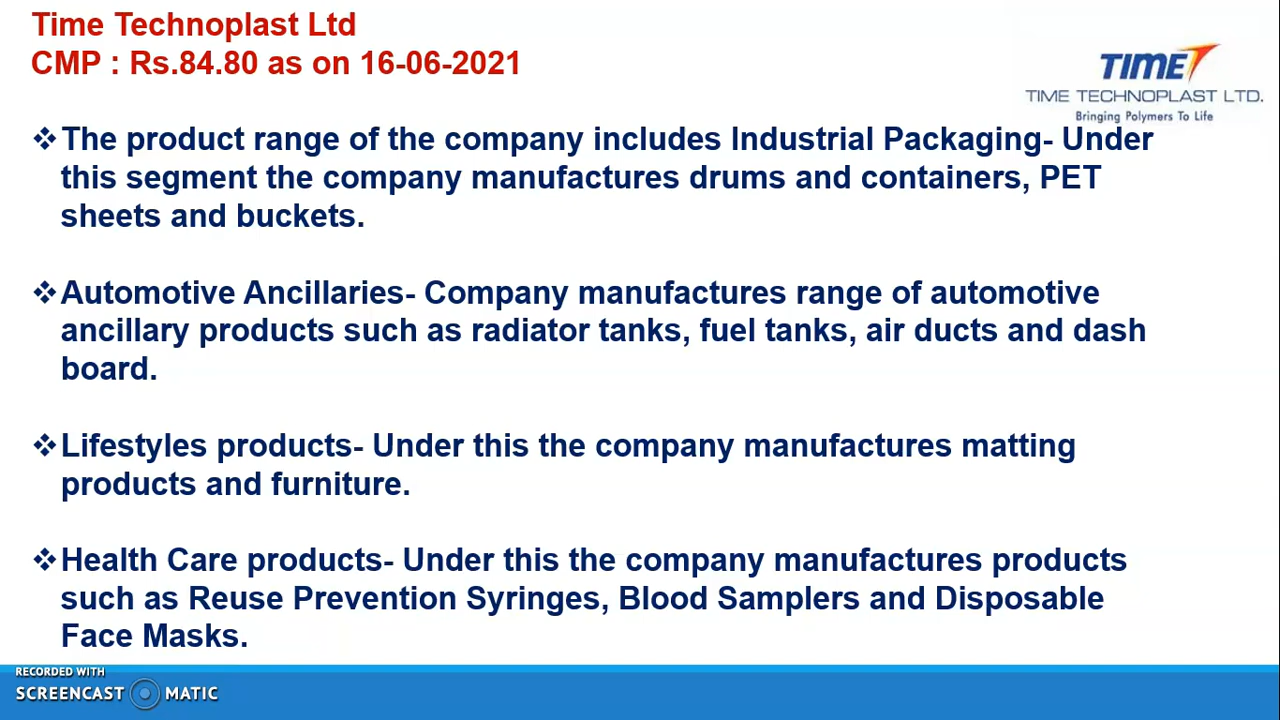 Time Technoplast Ltd
CMP : Rs.84.80 as on 16-06-2021
TIME
TIME TECHNOPLAST LTD.
Bringing Polymers To Life
❖The product range of the company includes Industrial Packaging- Under
this segment the company manufactures drums and containers, PET
sheets and buckets.
❖Automotive Ancillaries- Company manufactures range of automotive
ancillary products such as radiator tanks, fuel tanks, air ducts and dash
board.
❖Lifestyles products- Under this the company manufactures matting
products and furniture.
❖Health Care products- Under this the company manufactures products
such as Reuse Prevention Syringes, Blood Samplers and Disposable
Face Masks.
RECORDED WITH
SCREENCAST MATIC